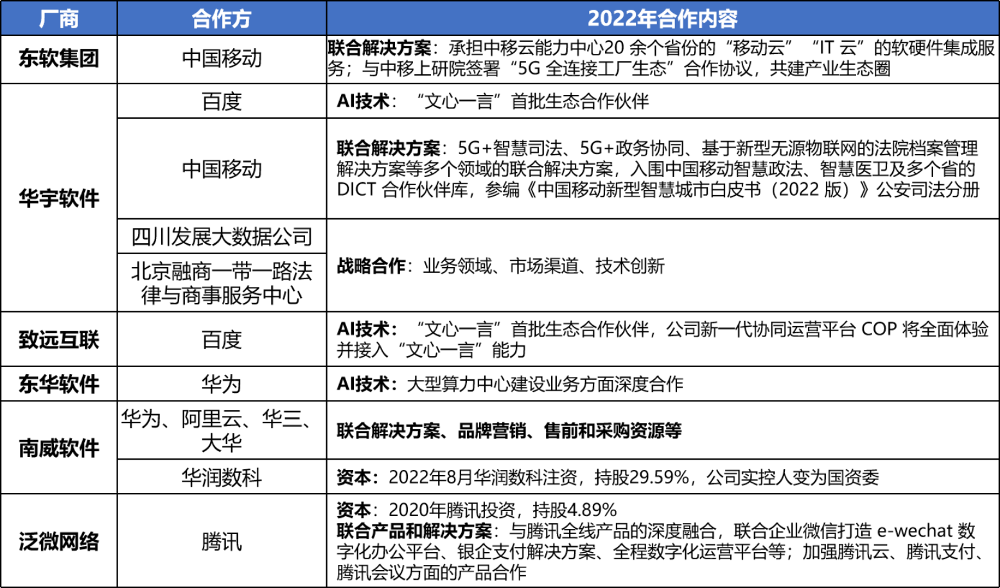 厂商
合作方
2022年合作内容
东软集团
中国移动
联合解决方案：承担中移云能力中心20 余个省份的“移动云”“IT 云”的软硬件集成服
务；与中移上研院签署“5G 全连接工厂生态”合作协议，共建产业生态圈
华宇软件
百度
AI技术：“文心一言”首批生态合作伙伴
中国移动
联合解决方案：5G+智慧司法、5G+政务协同、基于新型无源物联网的法院档案管理
解决方案等多个领域的联合解决方案，入围中国移动智慧政法、智慧医卫及多个省的
DICT 合作伙伴库，参编《中国移动新型智慧城市白皮书（2022 版）》公安司法分册
四川发展大数据公司
北京融商一带一路法
律与商事服务中心
战略合作：业务领域、市场渠道、技术创新
致远互联
百度
AI技术：“文心一言”首批生态合作伙伴，公司新一代协同运营平台 COP 将全面体验
并接入“文心一言”能力
东华软件
华为
AI技术：大型算力中心建设业务方面深度合作
南威软件
华为、阿里云、华三、
大华
联合解决方案、品牌营销、售前和采购资源等
华润数科
资本：2022年8月华润数科注资，持股29.59%，公司实控人变为国资委
泛微网络
腾讯
资本：2020年腾讯投资，持股4.89%
联合产品和解决方案：与腾讯全线产品的深度融合，联合企业微信打造 e-wechat 数
字化办公平台、银企支付解决方案、全程数字化运营平台等；加强腾讯云、腾讯支付、
腾讯会议方面的产品合作